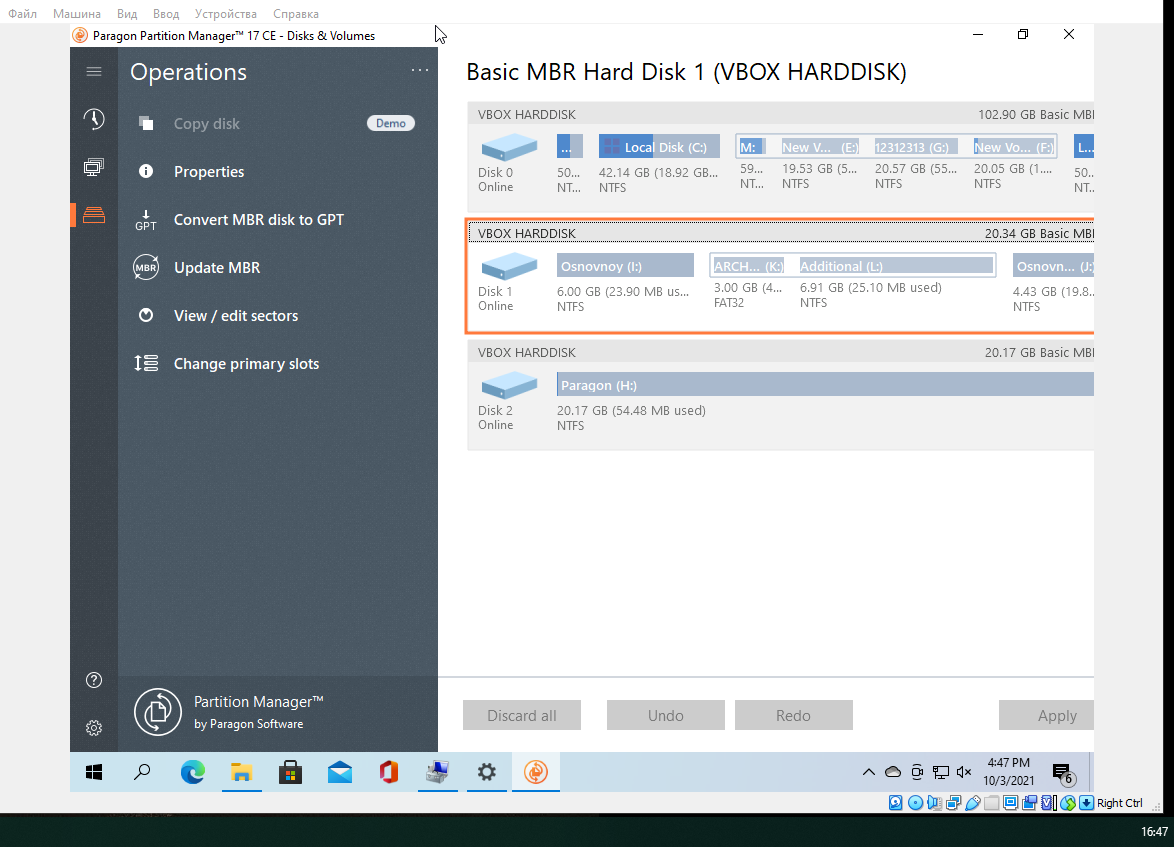 Файл Машина Вид Ввод Устройства Справка
Paragon Partition Manager™ 17 CE - Disks & Volumes
Operations ...
Copy disk Demo
Properties
GPT Convert MBR disk to GPT
MBR Update MBR
View / edit sectors
Change primary slots
Partition Manager™
by Paragon Software
Basic MBR Hard Disk 1 (VBOX HARDDISK)
VBOX HARDDISK 102.90 GB Basic MB
... Local Disk (C:) M: New V... (E:) 12312313 (G:) New Vo... (F:) L...
Disk 0 50... 42.14 GB (18.92 GB... 59... 19.53 GB (5... 20.57 GB (55... 20.05 GB (1.... 50...
Online NT... NTFS NT... NTFS NTFS NTFS NT...
VBOX HARDDISK 20.34 GB Basic MB
Osnovnoy (I:) ARCH... (K:) Additional (L:) Osnovn... (J:
Disk 1 6.00 GB (23.90 MB us... 3.00 GB (4... 6.91 GB (25.10 MB used) 4.43 GB (19.8...
Online NTFS FAT32 NTFS NTFS
VBOX HARDDISK 20.17 GB Basic MB
Paragon (H:)
Disk 2 20.17 GB (54.48 MB used)
Online NTFS
Discard all Undo Redo Apply
4:47 PM
10/3/2021
6
Right Ctrl
16:47